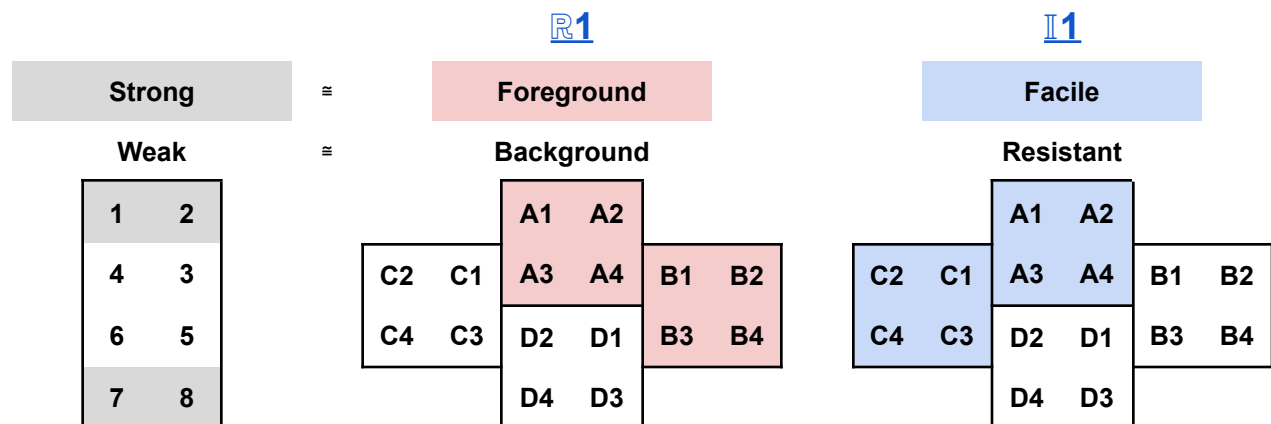 ℝ1 𝕀1
Strong ≅ Foreground Facile
Weak ≅ Background Resistant
1 2 A1 A2 A1 A2
4 3 C2 C1 A3 A4 B1 B2 C2 C1 A3 A4 B1 B2
6 5 C4 C3 D2 D1 B3 B4 C4 C3 D2 D1 B3 B4
7 8 D4 D3 D4 D3